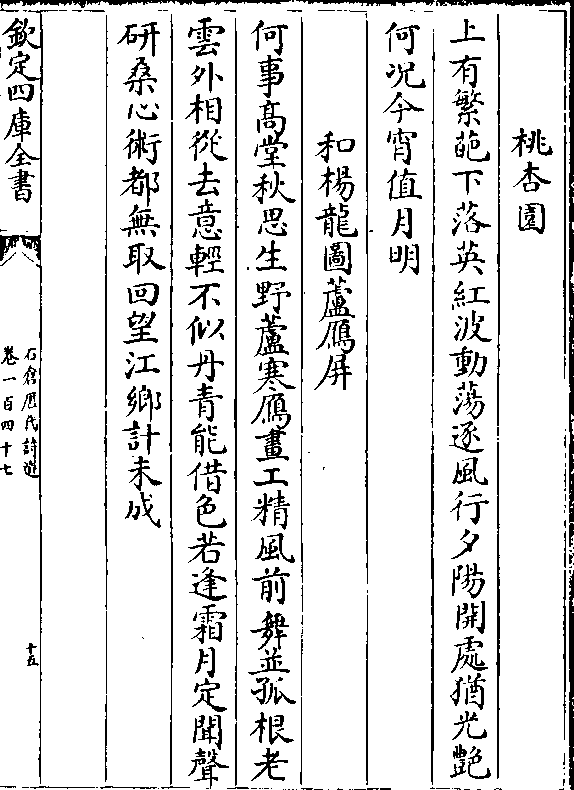 桃杏園
上有繁葩下落英紅波動蕩逐風行夕陽開處猶光艷
何况今宵值月明
和楊龍圖蘆鴈屏
何事髙堂秋思生野蘆寒鴈畫工精風前舞並孤根老
雲外相從去意輕不似丹青能借色若逢霜月定聞聲
研桑心術都無取回望江鄉計未成
欽定四庫全書
石倉歷代詩選
卷一百四十七
十五